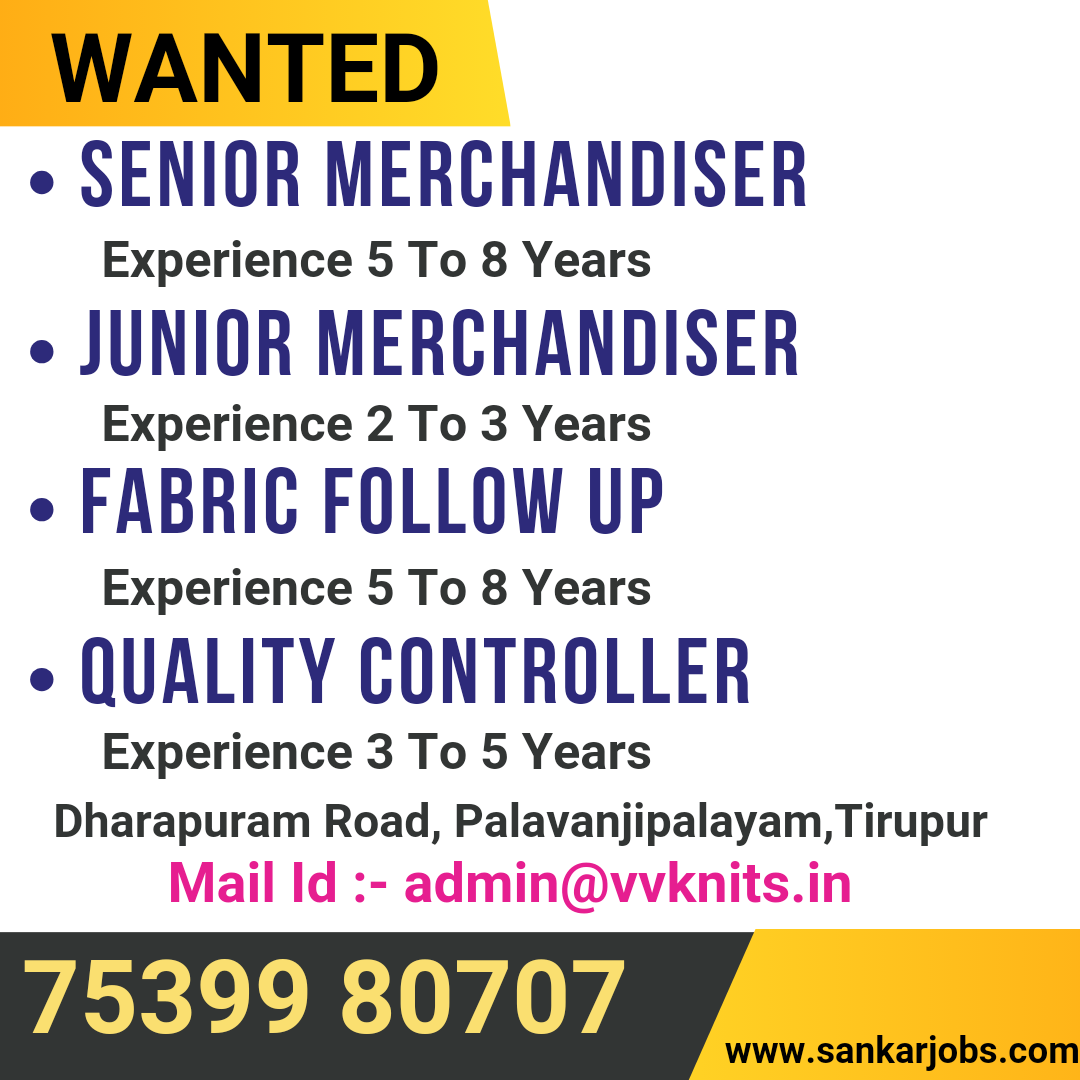 WANTED
• SENIOR MERCHANDISER
Experience 5 To 8 Years
• JUNIOR MERCHANDISER
Experience 2 To 3 Years
• FABRIC FOLLOW UP
Experience 5 To 8 Years
• QUALITY CONTROLLER
Experience 3 To 5 Years
Dharapuram Road, Palavanjipalayam,Tirupur
Mail Id :- admin@vvknits.in
75399 80707
www.sankarjobs.com